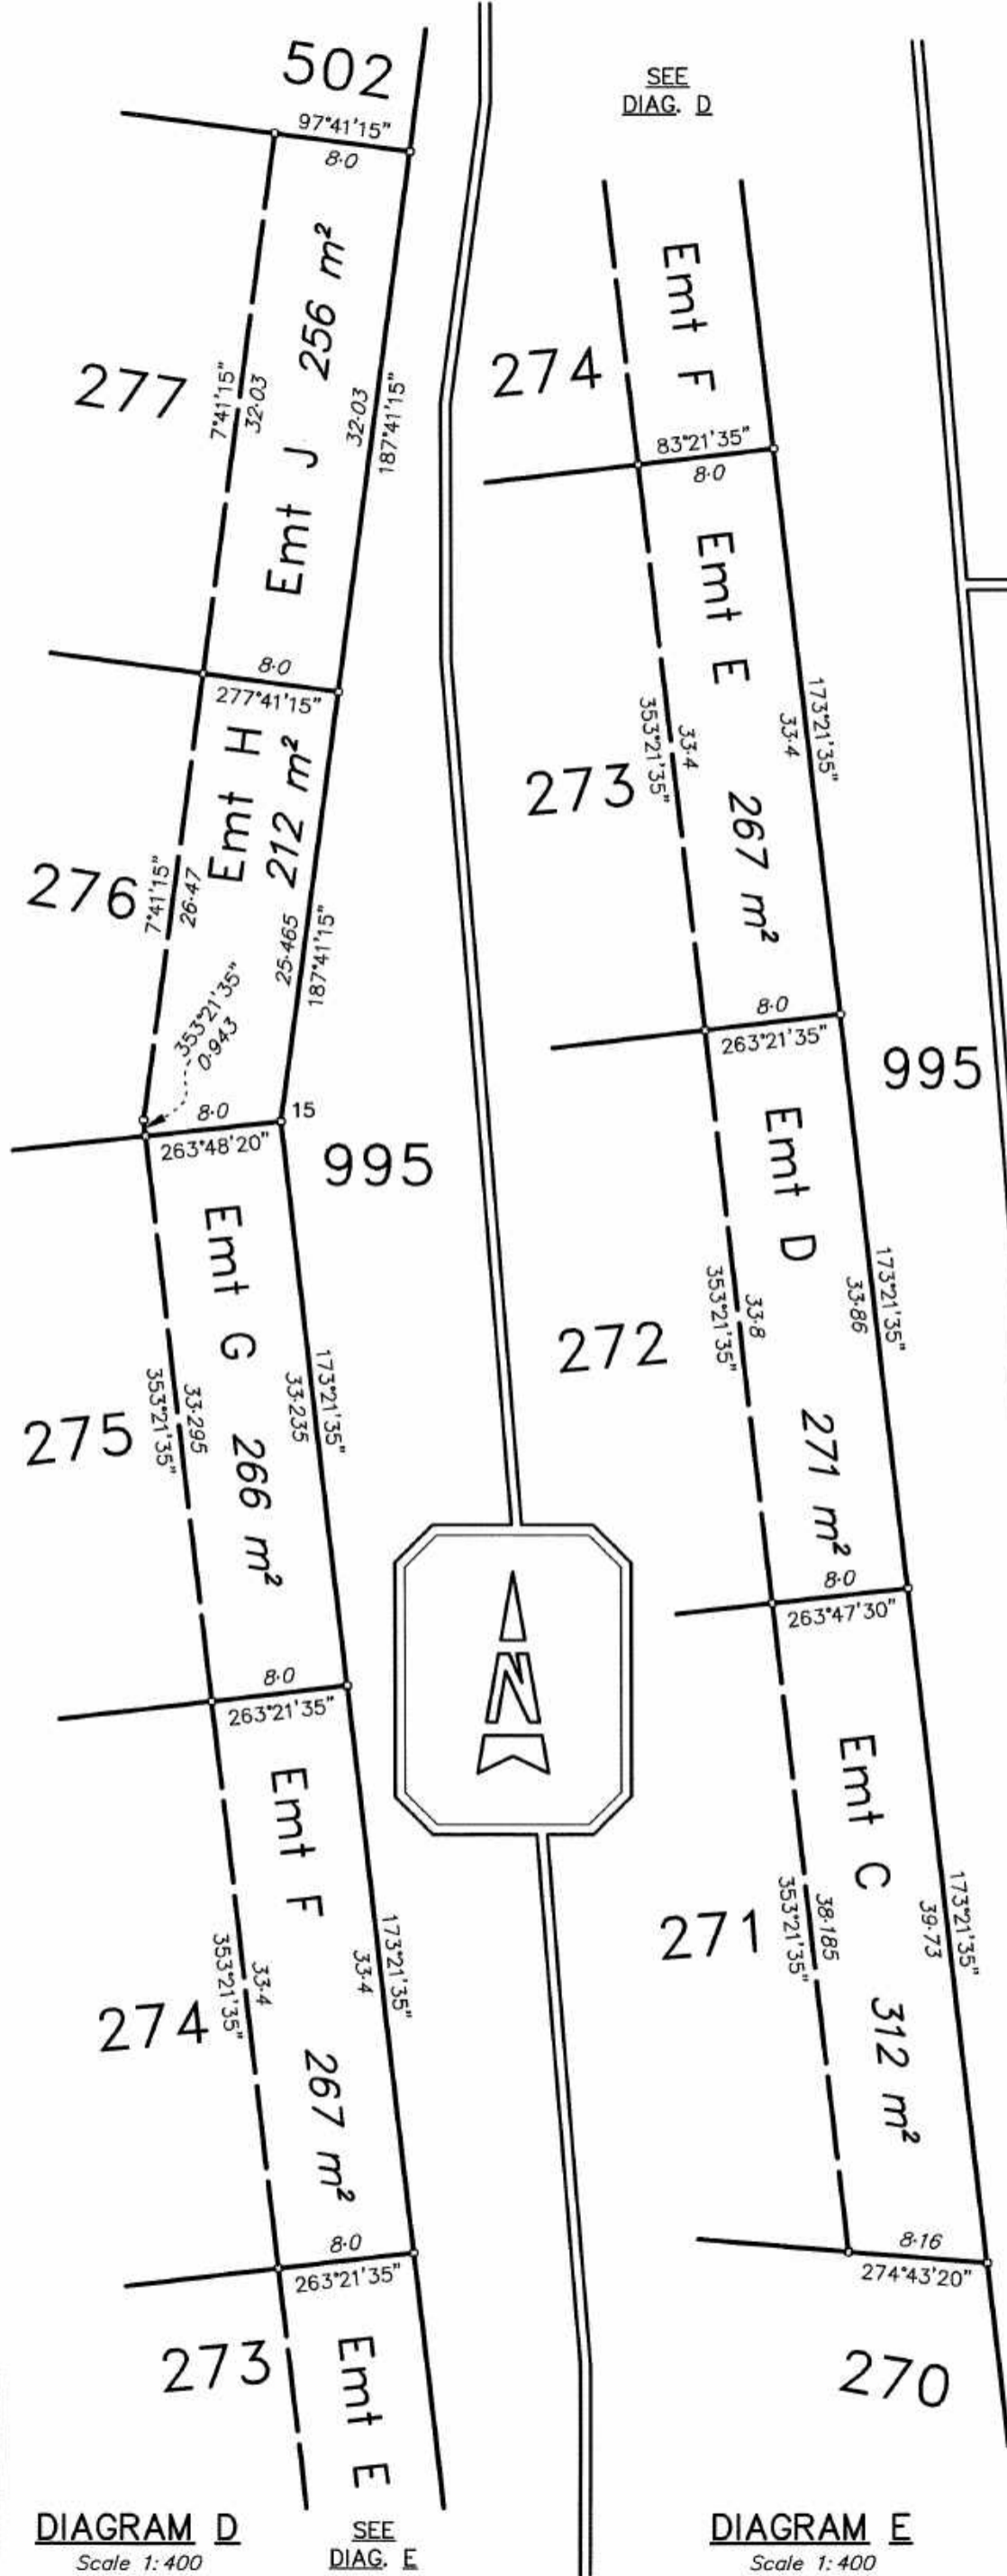 502
97°41'15"
8·0
256 m²
Emt J
277
7°41'15"
32·03
32·03
187°41'15"
8·0
277°41'15"
Emt H
212 m²
276
7°41'15"
26·47
25·465
187°41'15"
353°21'35"
0·943
8·0
15
263°48'20"
995
Emt G
266 m²
275
353°21'35"
33·295
33·235
173°21'35"
8·0
263°21'35"
Emt F
267 m²
274
353°21'35"
33·4
33·4
173°21'35"
8·0
263°21'35"
273
Emt E
DIAGRAM D
Scale 1:400
SEE
DIAG. E
N
SEE
DIAG. D
Emt F
274
83°21'35"
8·0
Emt E
267 m²
273
353°21'35"
33·4
33·4
173°21'35"
8·0
263°21'35"
995
Emt D
271 m²
272
353°21'35"
33·8
33·86
173°21'35"
8·0
263°47'30"
Emt C
312 m²
271
353°21'35"
38·185
39·73
173°21'35"
8·16
274°43'20"
270
DIAGRAM E
Scale 1:400